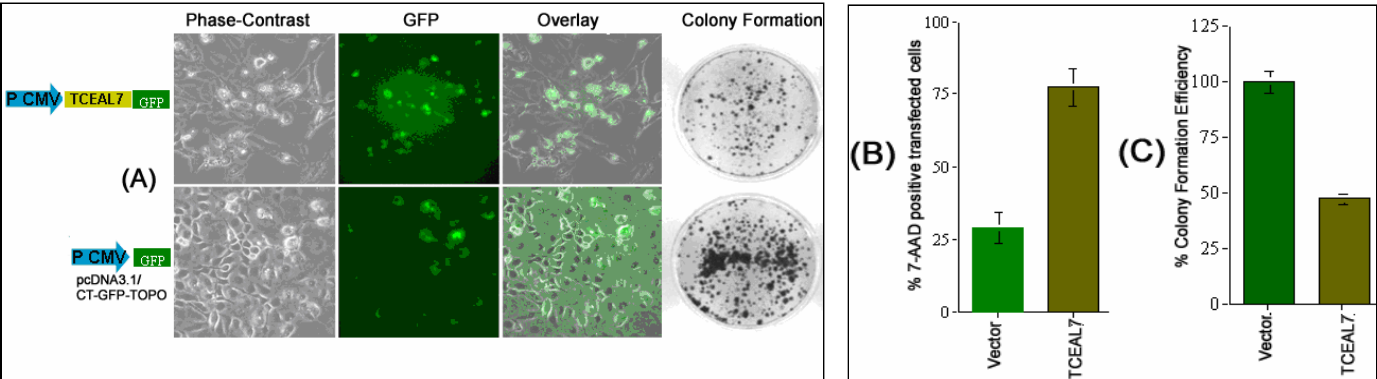 Phase-Contrast GFP Overlay Colony Formation
P CMV TCEAL7 GFP
(A)
P CMV GFP
pcDNA3.1/
CT-GFP-TOPO
(B)
% 7-AAD positive transfected cells
100
75
50
25
0
Vector
TCEAL7
(C)
% Colony Formation Efficiency
125
100
75
50
25
0
Vector.
TCEAL7.